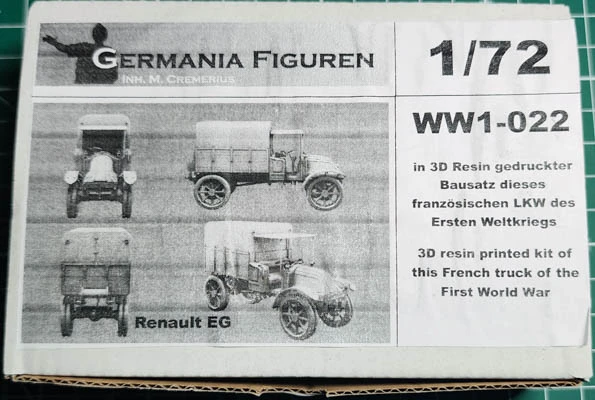 GERMANIA FIGUREN
INH. M. CREMERIUS
1/72
WW1-022
in 3D Resin gedruckter
Bausatz dieses
französischen LKW des
Ersten Weltkriegs
3D resin printed kit of
this French truck of the
First World War
Renault EG